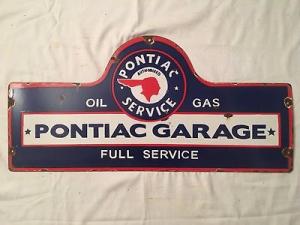 PONTIAC
AUTHORIZED
SERVICE
OIL GAS
PONTIAC GARAGE
FULL SERVICE